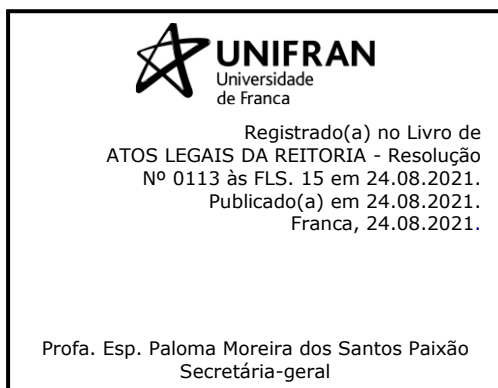 UNIFRAN
Universidade
de Franca
Registrado(a) no Livro de
ATOS LEGAIS DA REITORIA - Resolução
Nº 0113 às FLS. 15 em 24.08.2021.
Publicado(a) em 24.08.2021.
Franca, 24.08.2021.
Profa. Esp. Paloma Moreira dos Santos Paixão
Secretária-geral